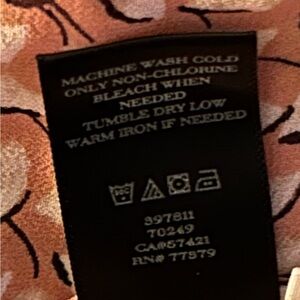 MACHINE WASH COLD
ONLY NON-CHLORINE
BLEACH WHEN
NEEDED
TUMBLE DRY LOW
WARM IRON IF NEEDED
397811
70249
CA#57421
RN# 77379